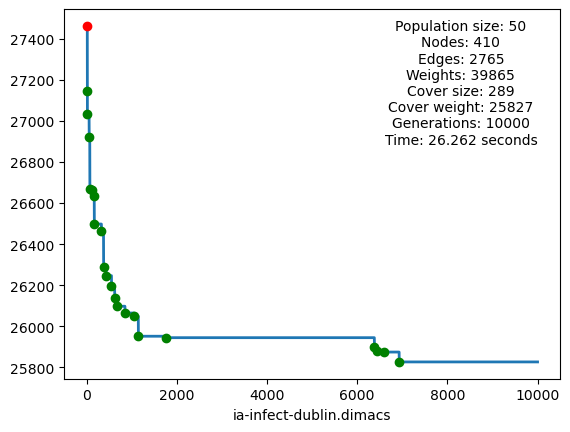 Population size: 50
Nodes: 410
Edges: 2765
Weights: 39865
Cover size: 289
Cover weight: 25827
Generations: 10000
Time: 26.262 seconds
27400
27200
27000
26800
26600
26400
26200
26000
25800
0 2000 4000 6000 8000 10000
ia-infect-dublin.dimacs